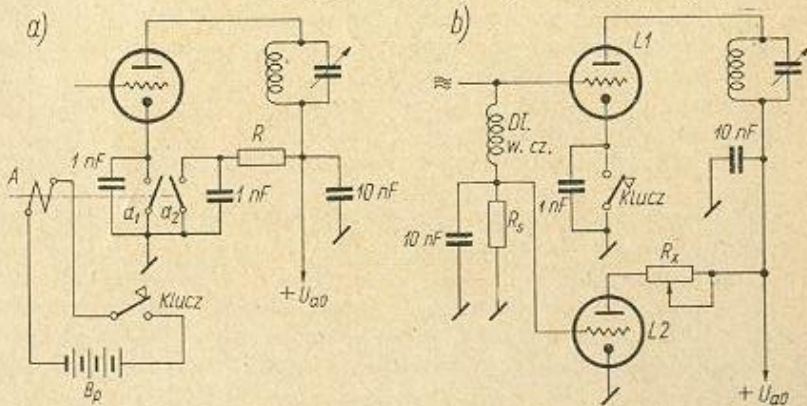 a)
R
1 nF
A
a₁
a₂
1 nF
10 nF
Klucz
+ Ua0
Bp
b)
L1
Dł.
w. cz.
10 nF
1 nF
Klucz
10 nF
Rs
Rx
L2
+ Ua0